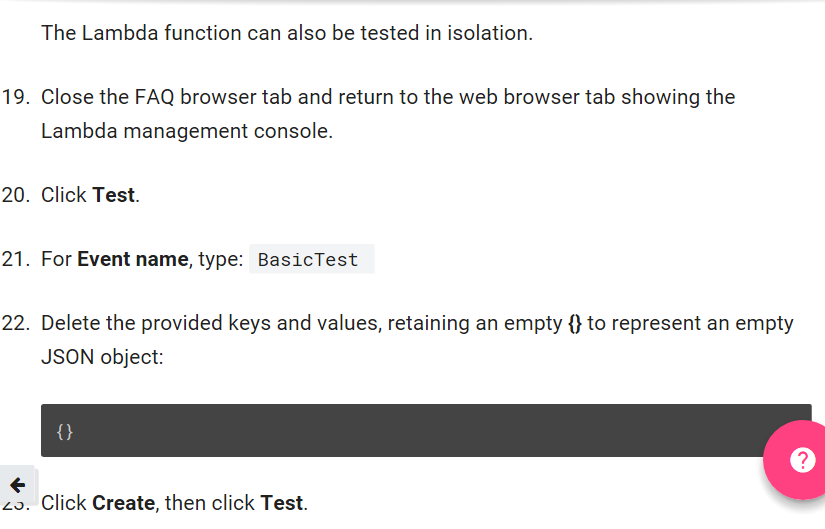 The Lambda function can also be tested in isolation.
19. Close the FAQ browser tab and return to the web browser tab showing the
Lambda management console.
20. Click Test.
21. For Event name, type: BasicTest
22. Delete the provided keys and values, retaining an empty {} to represent an empty
JSON object:
{}
?
23. Click Create, then click Test.